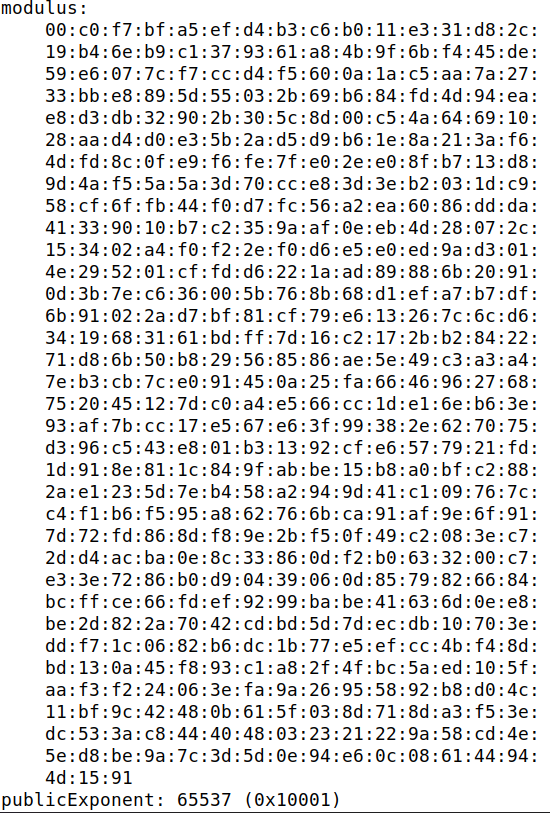 modulus:
00:c0:f7:bf:a5:ef:d4:b3:c6:b0:11:e3:31:d8:2c:
19:b4:6e:b9:c1:37:93:61:a8:4b:9f:6b:f4:45:de:
59:e6:07:7c:f7:cc:d4:f5:60:0a:1a:c5:aa:7a:27:
33:bb:e8:89:5d:55:03:2b:69:b6:84:fd:4d:94:ea:
e8:d3:db:32:90:2b:30:5c:8d:00:c5:4a:64:69:10:
28:aa:d4:d0:e3:5b:2a:d5:d9:b6:1e:8a:21:3a:f6:
4d:fd:8c:0f:e9:f6:fe:7f:e0:2e:e0:8f:b7:13:d8:
9d:4a:f5:5a:5a:3d:70:cc:e8:3d:3e:b2:03:1d:c9:
58:cf:6f:fb:44:f0:d7:fc:56:a2:ea:60:86:dd:da:
41:33:90:10:b7:c2:35:9a:af:0e:eb:4d:28:07:2c:
15:34:02:a4:f0:f2:2e:f0:d6:e5:e0:ed:9a:d3:01:
4e:29:52:01:cf:fd:d6:22:1a:ad:89:88:6b:20:91:
0d:3b:7e:c6:36:00:5b:76:8b:68:d1:ef:a7:b7:df:
6b:91:02:2a:d7:bf:81:cf:79:e6:13:26:7c:6c:d6:
34:19:68:31:61:bd:ff:7d:16:c2:17:2b:b2:84:22:
71:d8:6b:50:b8:29:56:85:86:ae:5e:49:c3:a3:a4:
7e:b3:cb:7c:e0:91:45:0a:25:fa:66:46:96:27:68:
75:20:45:12:7d:c0:a4:e5:66:cc:1d:e1:6e:b6:3e:
93:af:7b:cc:17:e5:67:e6:3f:99:38:2e:62:70:75:
d3:96:c5:43:e8:01:b3:13:92:cf:e6:57:79:21:fd:
1d:91:8e:81:1c:84:9f:ab:be:15:b8:a0:bf:c2:88:
2a:e1:23:5d:7e:b4:58:a2:94:9d:41:c1:09:76:7c:
c4:f1:b6:f5:95:a8:62:76:6b:ca:91:af:9e:6f:91:
7d:72:fd:86:8d:f8:9e:2b:f5:0f:49:c2:08:3e:c7:
2d:d4:ac:ba:0e:8c:33:86:0d:f2:b0:63:32:00:c7:
e3:3e:72:86:b0:d9:04:39:06:0d:85:79:82:66:84:
bc:ff:ce:66:fd:ef:92:99:ba:be:41:63:6d:0e:e8:
be:2d:82:2a:70:42:cd:bd:5d:7d:ec:db:10:70:3e:
dd:f7:1c:06:82:b6:dc:1b:77:e5:ef:cc:4b:f4:8d:
bd:13:0a:45:f8:93:c1:a8:2f:4f:bc:5a:ed:10:5f:
aa:f3:f2:24:06:3e:fa:9a:26:95:58:92:b8:d0:4c:
11:bf:9c:42:48:0b:61:5f:03:8d:71:8d:a3:f5:3e:
dc:53:3a:c8:44:40:48:03:23:21:22:9a:58:cd:4e:
5e:d8:be:9a:7c:3d:5d:0e:94:e6:0c:08:61:44:94:
4d:15:91
publicExponent: 65537 (0x10001)